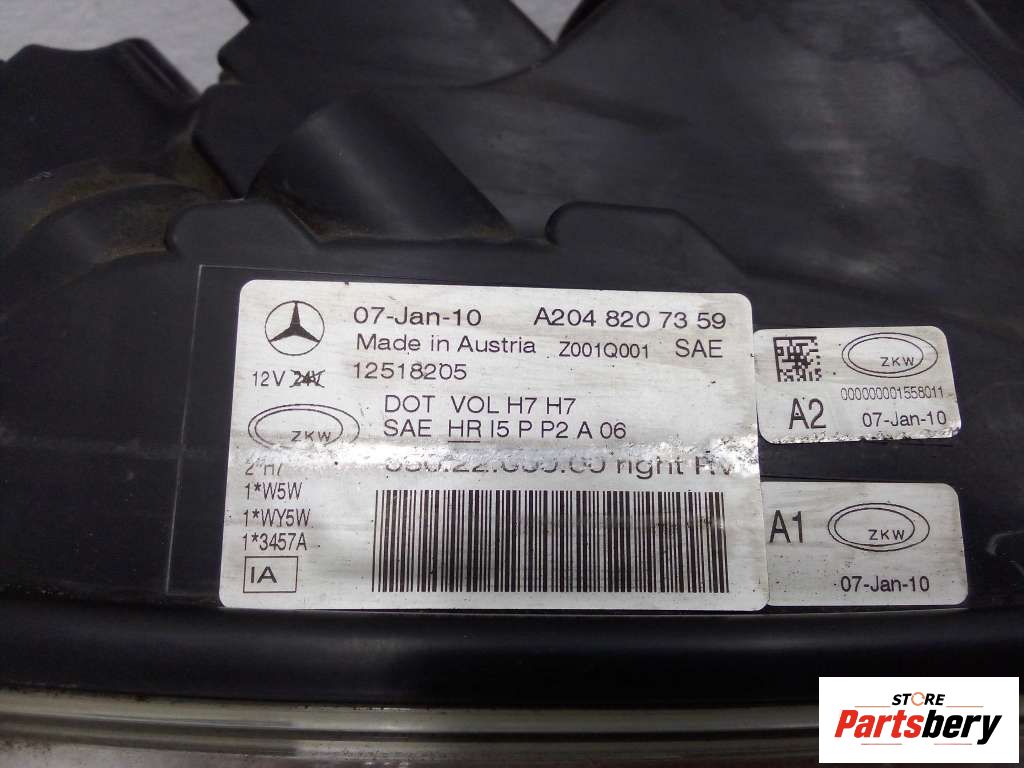 07-Jan-10 A204 820 73 59
Made in Austria Z001Q001 SAE
12V 24V 12518205
DOT VOL H7 H7
ZKW SAE HR I5 P P2 A 06
right
2*H7
1*W5W
1*WY5W
1*3457A
IA
ZKW
000000001558011
A2 07-Jan-10
A1 ZKW
07-Jan-10
STORE
Partsbery